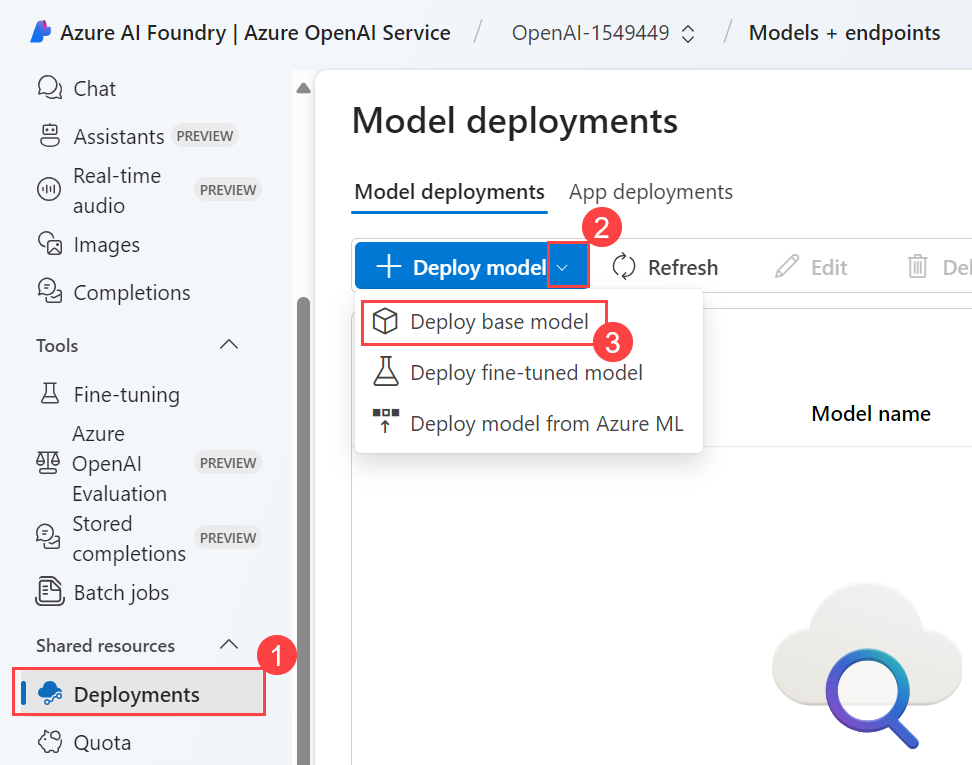 Azure AI Foundry | Azure OpenAI Service / OpenAI-1549449 / Models + endpoints
Chat
Assistants PREVIEW
Real-time
audio
PREVIEW
Images
Completions
Tools
Fine-tuning
Azure
OpenAI
Evaluation
PREVIEW
Stored
completions
PREVIEW
Batch jobs
Shared resources
1
Deployments
Quota
Model deployments
Model deployments App deployments
2
Deploy model Refresh Edit
Deploy base model
3
Deploy fine-tuned model
Deploy model from Azure ML
Model name